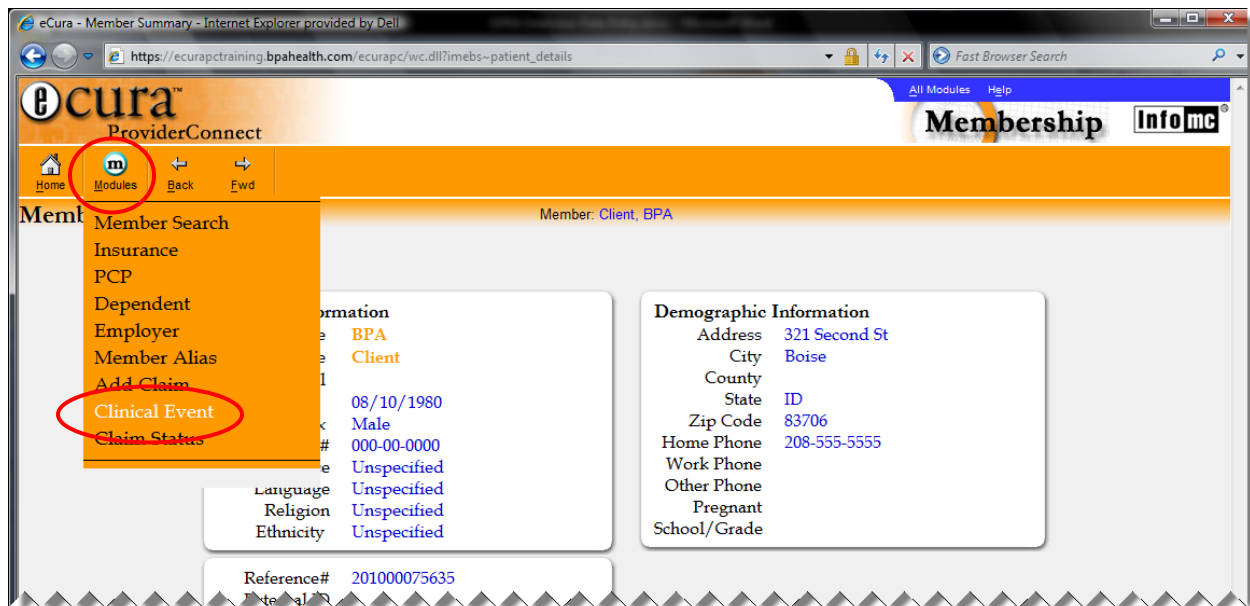 eCura - Member Summary - Internet Explorer provided by Dell
https://ecurapctraining.bpahealth.com/ecurapc/wc.dll?imebs~patient_details
Fast Browser Search
ecura™
ProviderConnect
All Modules Help
Membership
Info mc®
Home
m
Modules
Back
Fwd
Memb
Member: Client, BPA
Member Search
Insurance
PCP
Dependent
Employer
Member Alias
Add Claim
Clinical Event
Claim Status
ormation
e BPA
e Client
l
08/10/1980
x Male
# 000-00-0000
e Unspecified
Language Unspecified
Religion Unspecified
Ethnicity Unspecified
Demographic Information
Address 321 Second St
City Boise
County
State ID
Zip Code 83706
Home Phone 208-555-5555
Work Phone
Other Phone
Pregnant
School/Grade
Reference# 201000075635